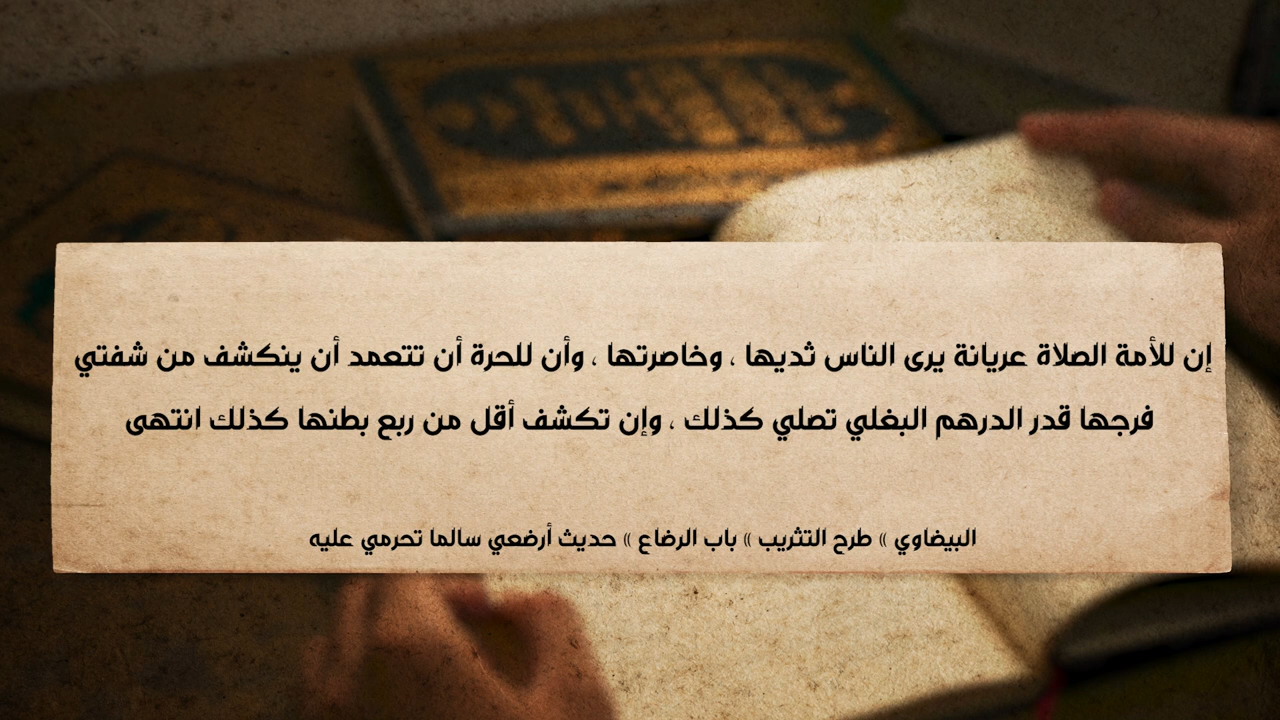 إن للأمة الصلاة عريانة يرى الناس ثديها ، وخاصرتها ، وأن للحرة أن تتعمد أن ينكشف من شفتي
فرجها قدر الدرهم البغلي تصلي كذلك ، وإن تكشف أقل من ربع بطنها كذلك انتهى
البيضاوي » طرح التثريب » باب الرضاع » حديث أرضعي سالما تحرمي عليه